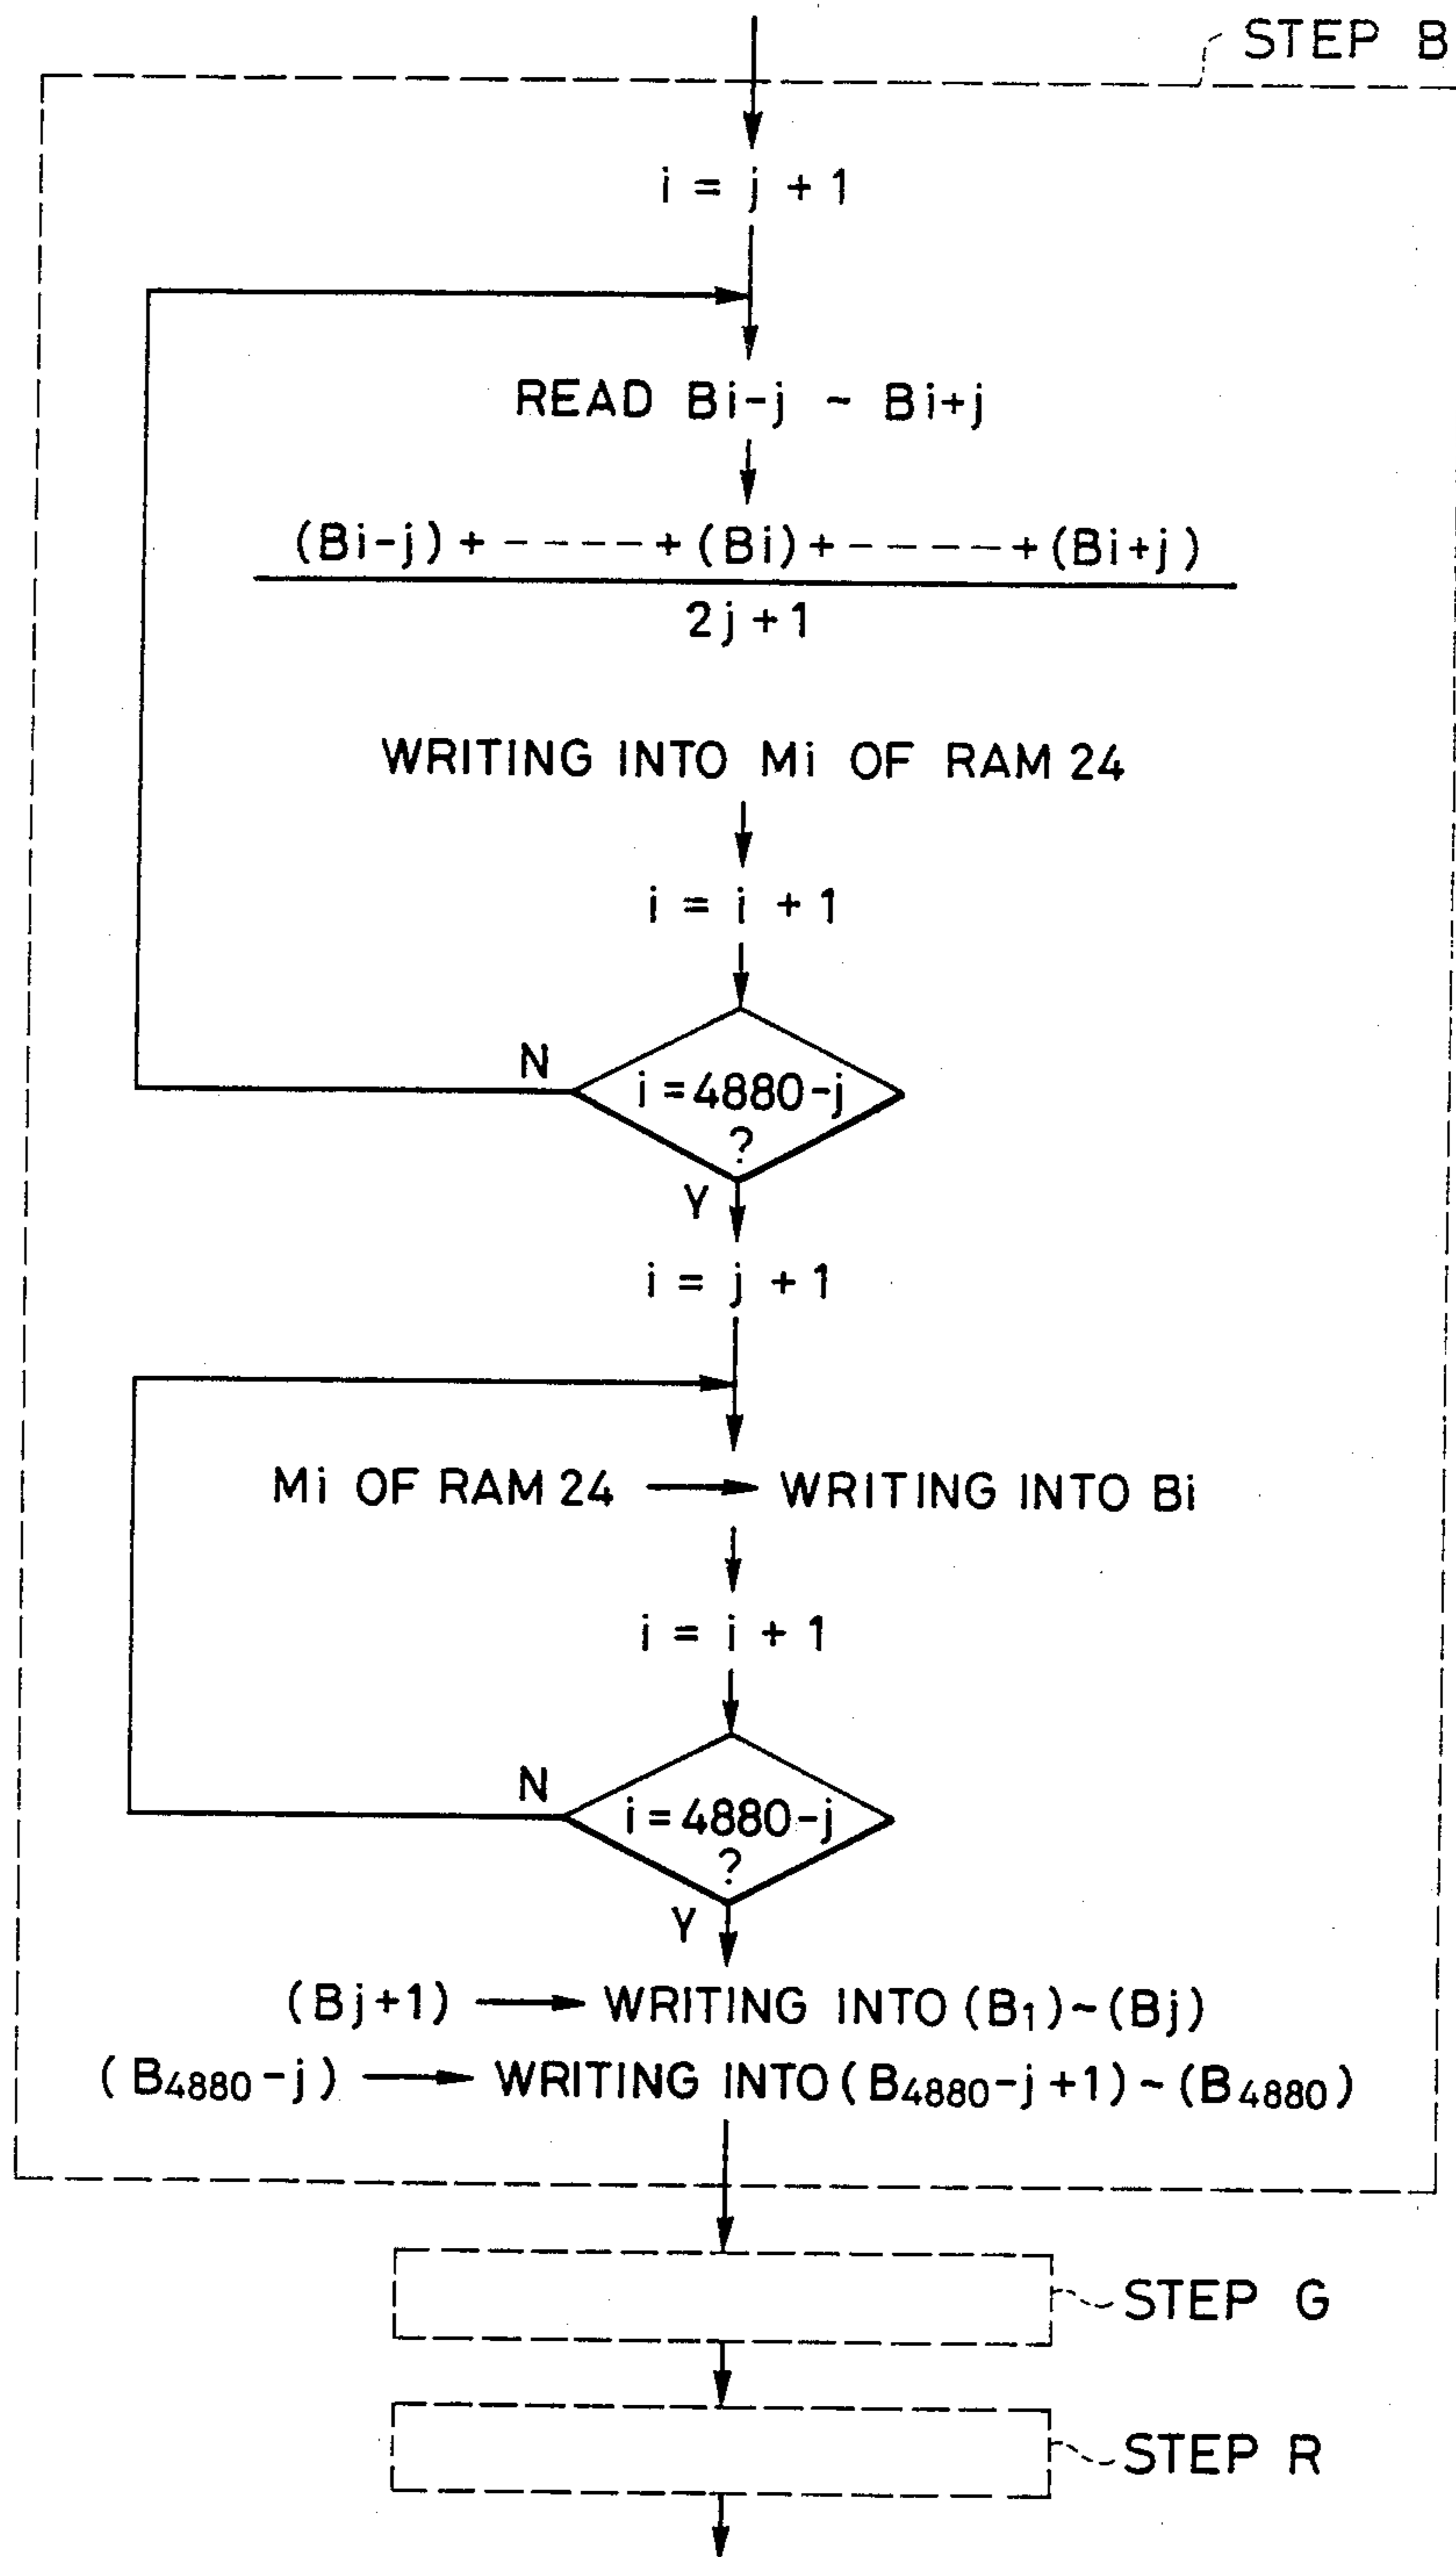 STEP B
i = j + 1
READ Bi-j ~ Bi+j
(Bi-j) + ----- + (Bi) + ----- + (Bi+j)
2j+1
WRITING INTO Mi OF RAM 24
i = i + 1
N
i = 4880-j
?
Y
i = j + 1
Mi OF RAM 24 → WRITING INTO Bi
i = i + 1
N
i = 4880-j
?
Y
(Bj+1) → WRITING INTO (B1)~(Bj)
(B4880-j) → WRITING INTO (B4880-j+1)~(B4880)
STEP G
STEP R